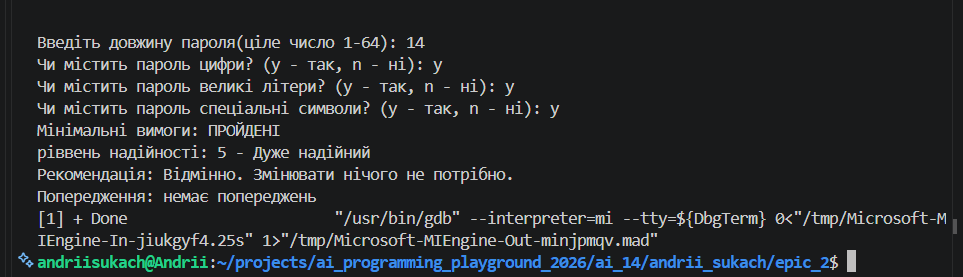 Введіть довжину пароля(ціле число 1-64): 14
Чи містить пароль цифри? (y - так, n - ні): y
Чи містить пароль великі літери? (y - так, n - ні): y
Чи містить пароль спеціальні символи? (y - так, n - ні): y
Мінімальні вимоги: ПРОЙДЕНІ
ріввень надійності: 5 - Дуже надійний
Рекомендація: Відмінно. Змінювати нічого не потрібно.
Попередження: немає попереджень
[1] + Done                       "/usr/bin/gdb" --interpreter=mi --tty=${DbgTerm} 0<"/tmp/Microsoft-M
IEngine-In-jiukgyf4.25s" 1>"/tmp/Microsoft-MIEngine-Out-minjpmqv.mad"
andriisukach@Andrii:~/projects/ai_programming_playground_2026/ai_14/andrii_sukach/epic_2$